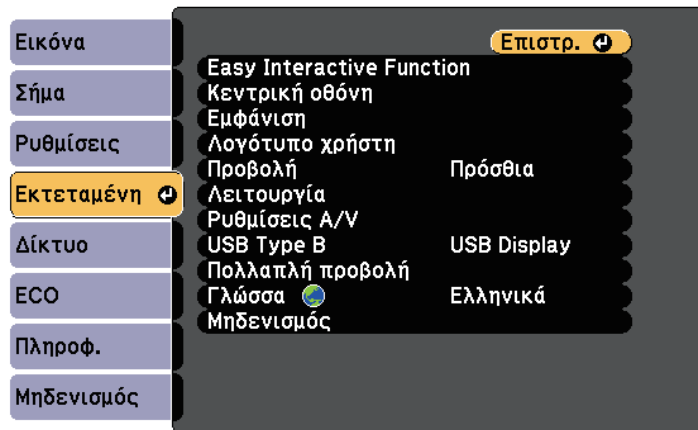 Εικόνα
Σήμα
Ρυθμίσεις
Εκτεταμένη
Δίκτυο
ECO
Πληροφ.
Μηδενισμός
Επιστρ.
Easy Interactive Function
Κεντρική οθόνη
Εμφάνιση
Λογότυπο χρήστη
Προβολή Πρόσθια
Λειτουργία
Ρυθμίσεις A/V
USB Type B USB Display
Πολλαπλή προβολή
Γλώσσα Ελληνικά
Μηδενισμός